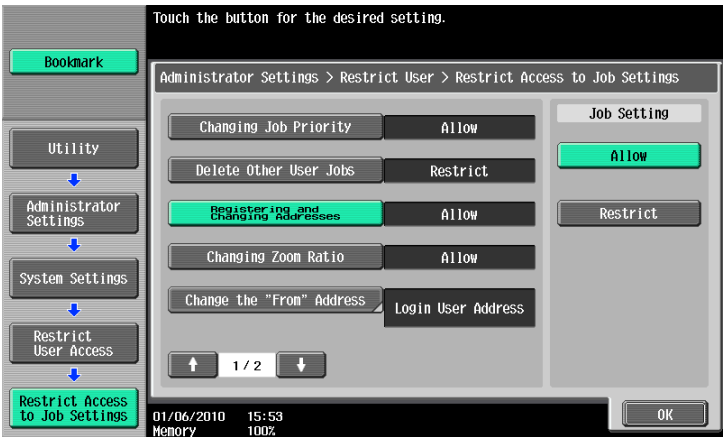 Touch the button for the desired setting.
Bookmark
Administrator Settings > Restrict User > Restrict Access to Job Settings
Utility
Administrator
Settings
System Settings
Restrict
User Access
Restrict Access
to Job Settings
Changing Job Priority
Allow
Delete Other User Jobs
Restrict
Registering and
Changing Addresses
Allow
Changing Zoom Ratio
Allow
Change the "From" Address
Login User Address
1/2
Job Setting
Allow
Restrict
01/06/2010 15:53
Memory 100%
OK